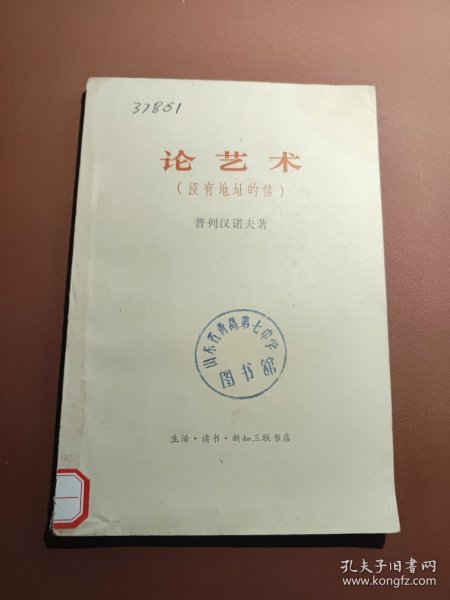 37861
论艺术
（没有地址的信）
普列汉诺夫著
山东省青岛第七中学
图书馆
生活·读书·新知三联书店
孔夫子旧书网
www.kongfz.com